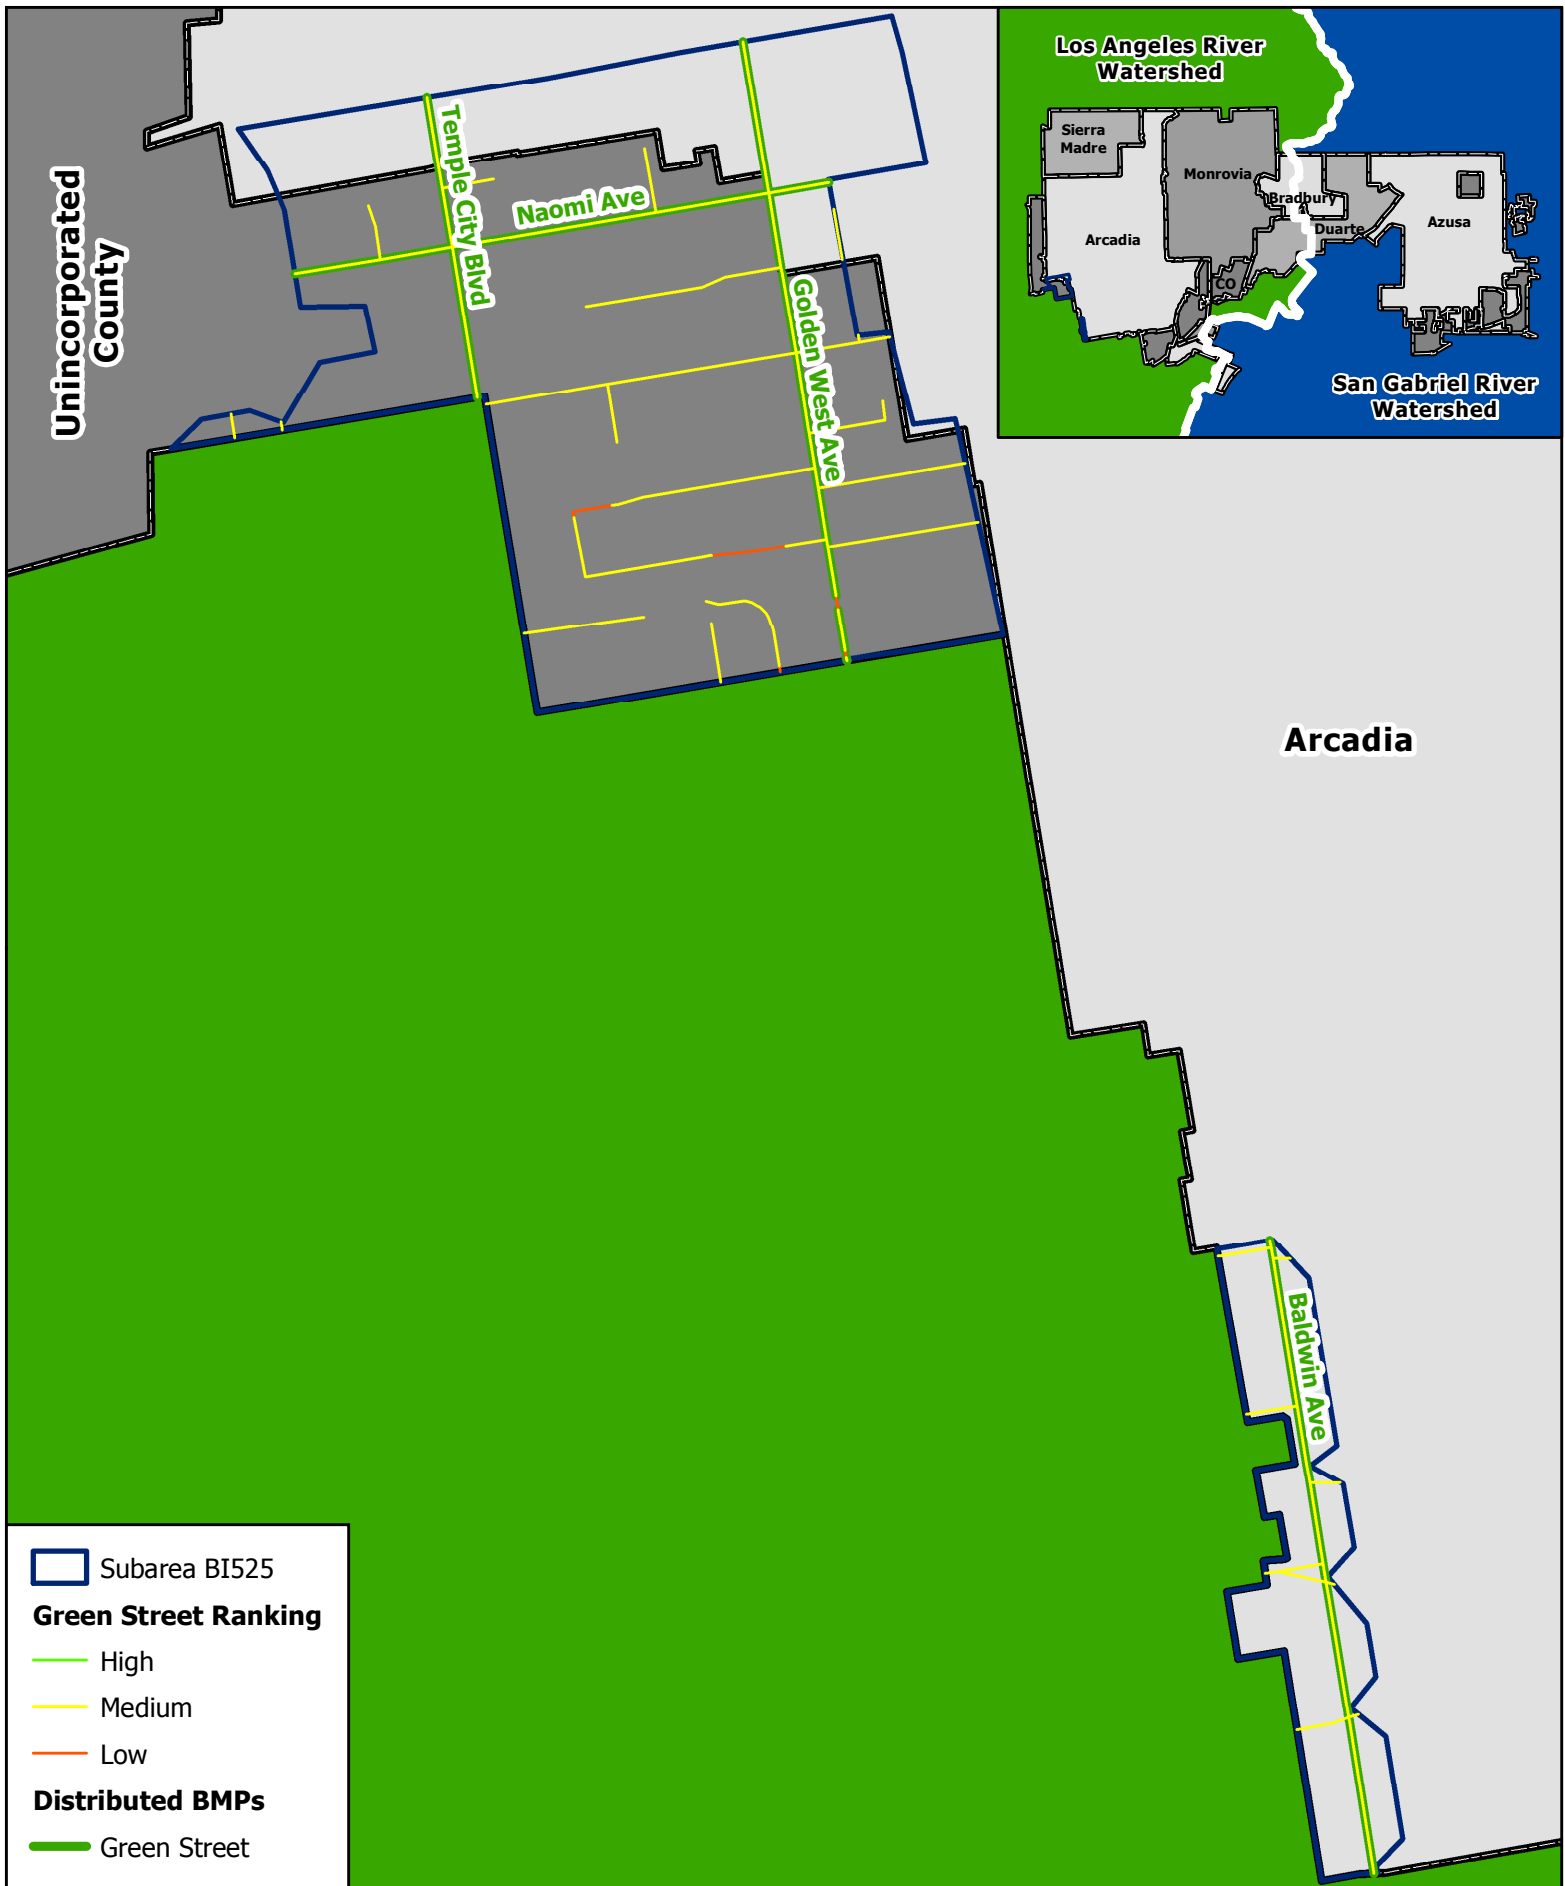 Los Angeles River
Watershed
Sierra
Madre
Monrovia
Bradbury
Duarte
Azusa
Arcadia
CO
San Gabriel River
Watershed
Unincorporated
County
Temple City Blvd
Naomi Ave
Golden West Ave
Arcadia
Baldwin Ave
Subarea BI525
Green Street Ranking
High
Medium
Low
Distributed BMPs
Green Street